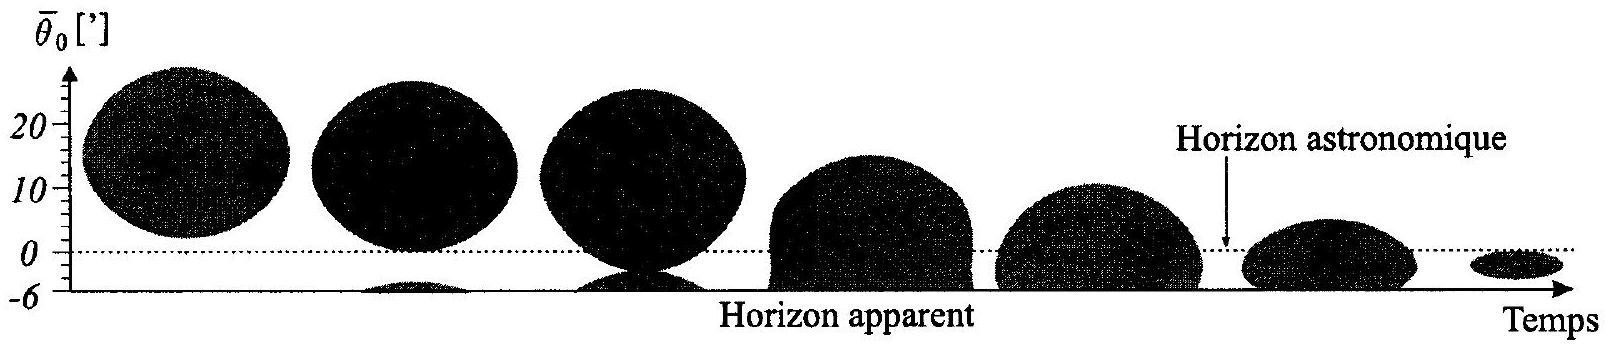 θ̄₀[']
20
10
0
-6
Horizon astronomique
Horizon apparent
Temps